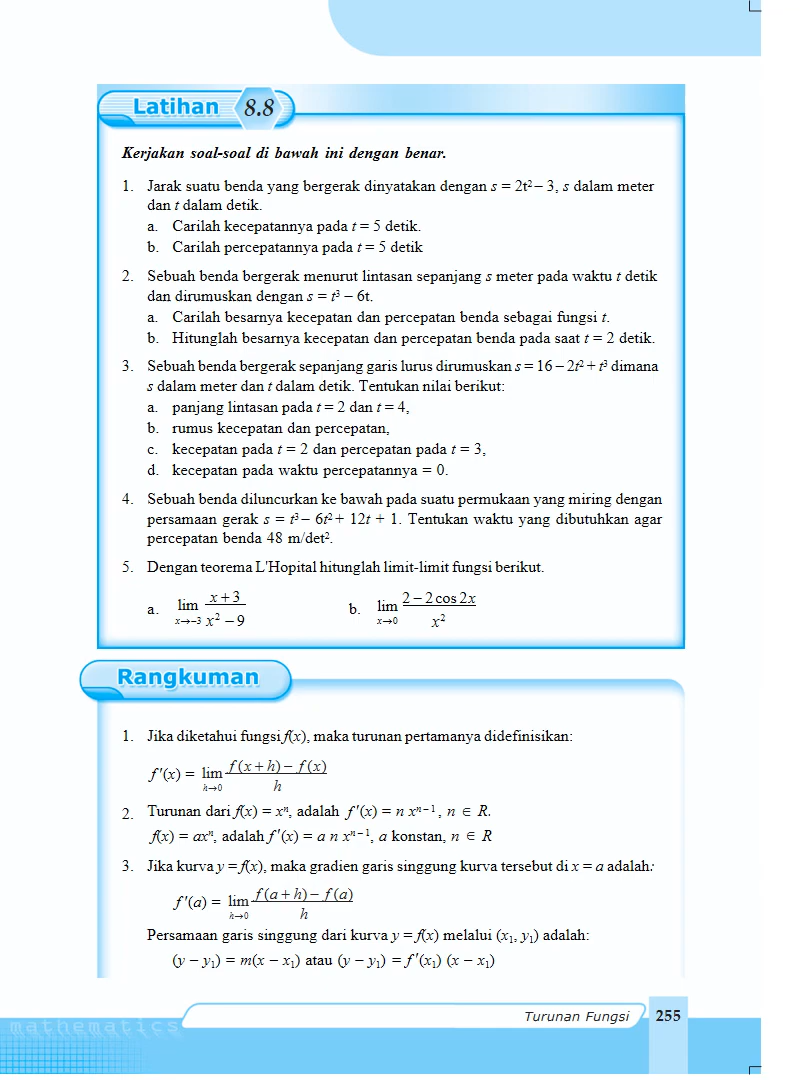 Latihan 8.8
Kerjakan soal-soal di bawah ini dengan benar.
1. Jarak suatu benda yang bergerak dinyatakan dengan s = 2t² – 3, s dalam meter
dan t dalam detik.
a. Carilah kecepatannya pada t = 5 detik.
b. Carilah percepatannya pada t = 5 detik
2. Sebuah benda bergerak menurut lintasan sepanjang s meter pada waktu t detik
dan dirumuskan dengan s = t³ – 6t.
a. Carilah besarnya kecepatan dan percepatan benda sebagai fungsi t.
b. Hitunglah besarnya kecepatan dan percepatan benda pada saat t = 2 detik.
3. Sebuah benda bergerak sepanjang garis lurus dirumuskan s = 16 – 2t² + t³ dimana
s dalam meter dan t dalam detik. Tentukan nilai berikut:
a. panjang lintasan pada t = 2 dan t = 4,
b. rumus kecepatan dan percepatan,
c. kecepatan pada t = 2 dan percepatan pada t = 3,
d. kecepatan pada waktu percepatannya = 0.
4. Sebuah benda diluncurkan ke bawah pada suatu permukaan yang miring dengan
persamaan gerak s = t³ – 6t² + 12t + 1. Tentukan waktu yang dibutuhkan agar
percepatan benda 48 m/det².
5. Dengan teorema L'Hopital hitunglah limit-limit fungsi berikut.
a. lim x→–3 (x + 3)/(x² – 9) b. lim x→0 (2 – 2 cos 2x)/x²
Rangkuman
1. Jika diketahui fungsi f(x), maka turunan pertamanya didefinisikan:
f′(x) = lim h→0 (f(x + h) – f(x))/h
2. Turunan dari f(x) = xⁿ, adalah f′(x) = n xⁿ⁻¹, n ∈ R.
f(x) = axⁿ, adalah f′(x) = a n xⁿ⁻¹, a konstan, n ∈ R
3. Jika kurva y = f(x), maka gradien garis singgung kurva tersebut di x = a adalah:
f′(a) = lim h→0 (f(a + h) – f(a))/h
Persamaan garis singgung dari kurva y = f(x) melalui (x₁, y₁) adalah:
(y – y₁) = m(x – x₁) atau (y – y₁) = f′(x₁) (x – x₁)
mathematics
Turunan Fungsi 255